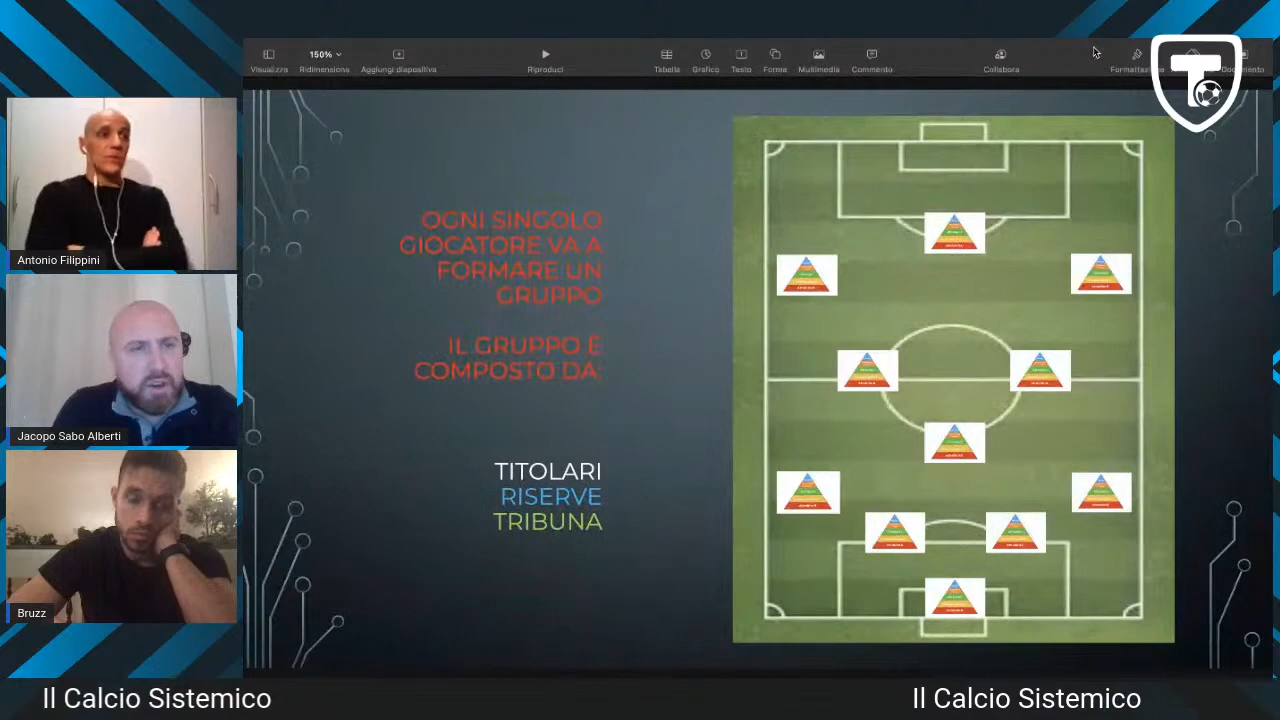 Visualizza
150%
Ridimensiona
Aggiungi diapositiva
Riproduci
Tabella
Grafico
Testo
Forma
Multimedia
Commento
Collabora
T
Antonio Filippini
Jacopo Sabo Alberti
Bruzz
OGNI SINGOLO
GIOCATORE VA A
FORMARE UN
GRUPPO
IL GRUPPO È
COMPOSTO DA:
TITOLARI
RISERVE
TRIBUNA
Il Calcio Sistemico
Il Calcio Sistemico